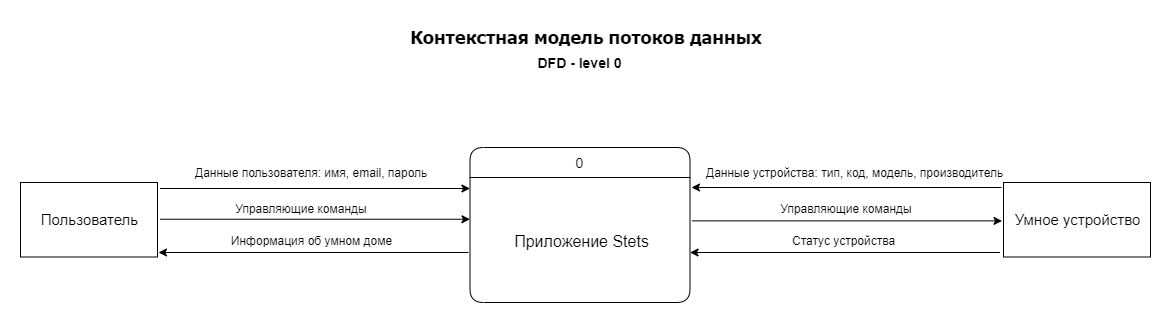 Контекстная модель потоков данных
DFD - level 0
0
Данные пользователя: имя, email, пароль
Данные устройства: тип, код, модель, производитель
Пользователь
Управляющие команды
Приложение Stets
Управляющие команды
Умное устройство
Информация об умном доме
Статус устройства